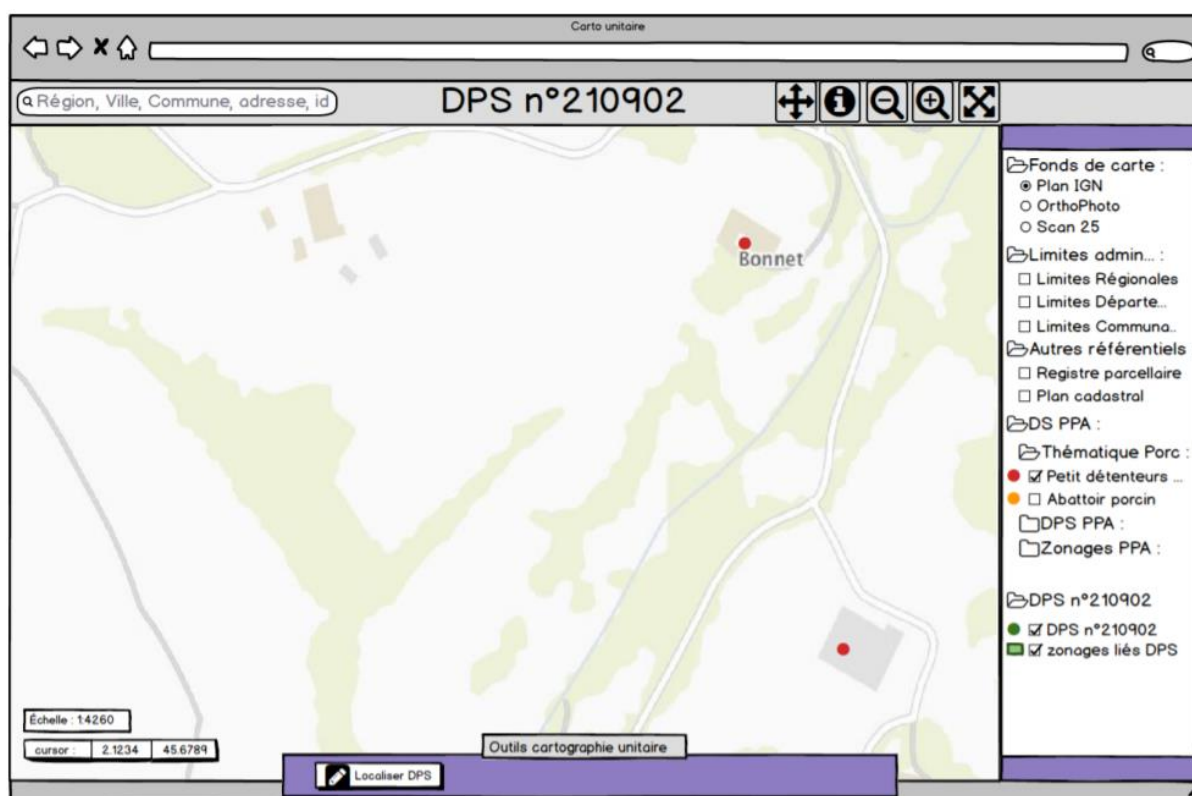 Carto unitaire
Région, Ville, Commune, adresse, id
DPS n°210902
Fonds de carte :
Plan IGN
OrthoPhoto
Scan 25
Limites admin... :
Limites Régionales
Limites Départe...
Limites Communa..
Autres référentiels
Registre parcellaire
Plan cadastral
DS PPA :
Thématique Porc :
Petit détenteurs ...
Abattoir porcin
DPS PPA :
Zonages PPA :
DPS n°210902
DPS n°210902
zonages liés DPS
Bonnet
Échelle : 1:4260
cursor : 2.1234 45.6789
Outils cartographie unitaire
Localiser DPS